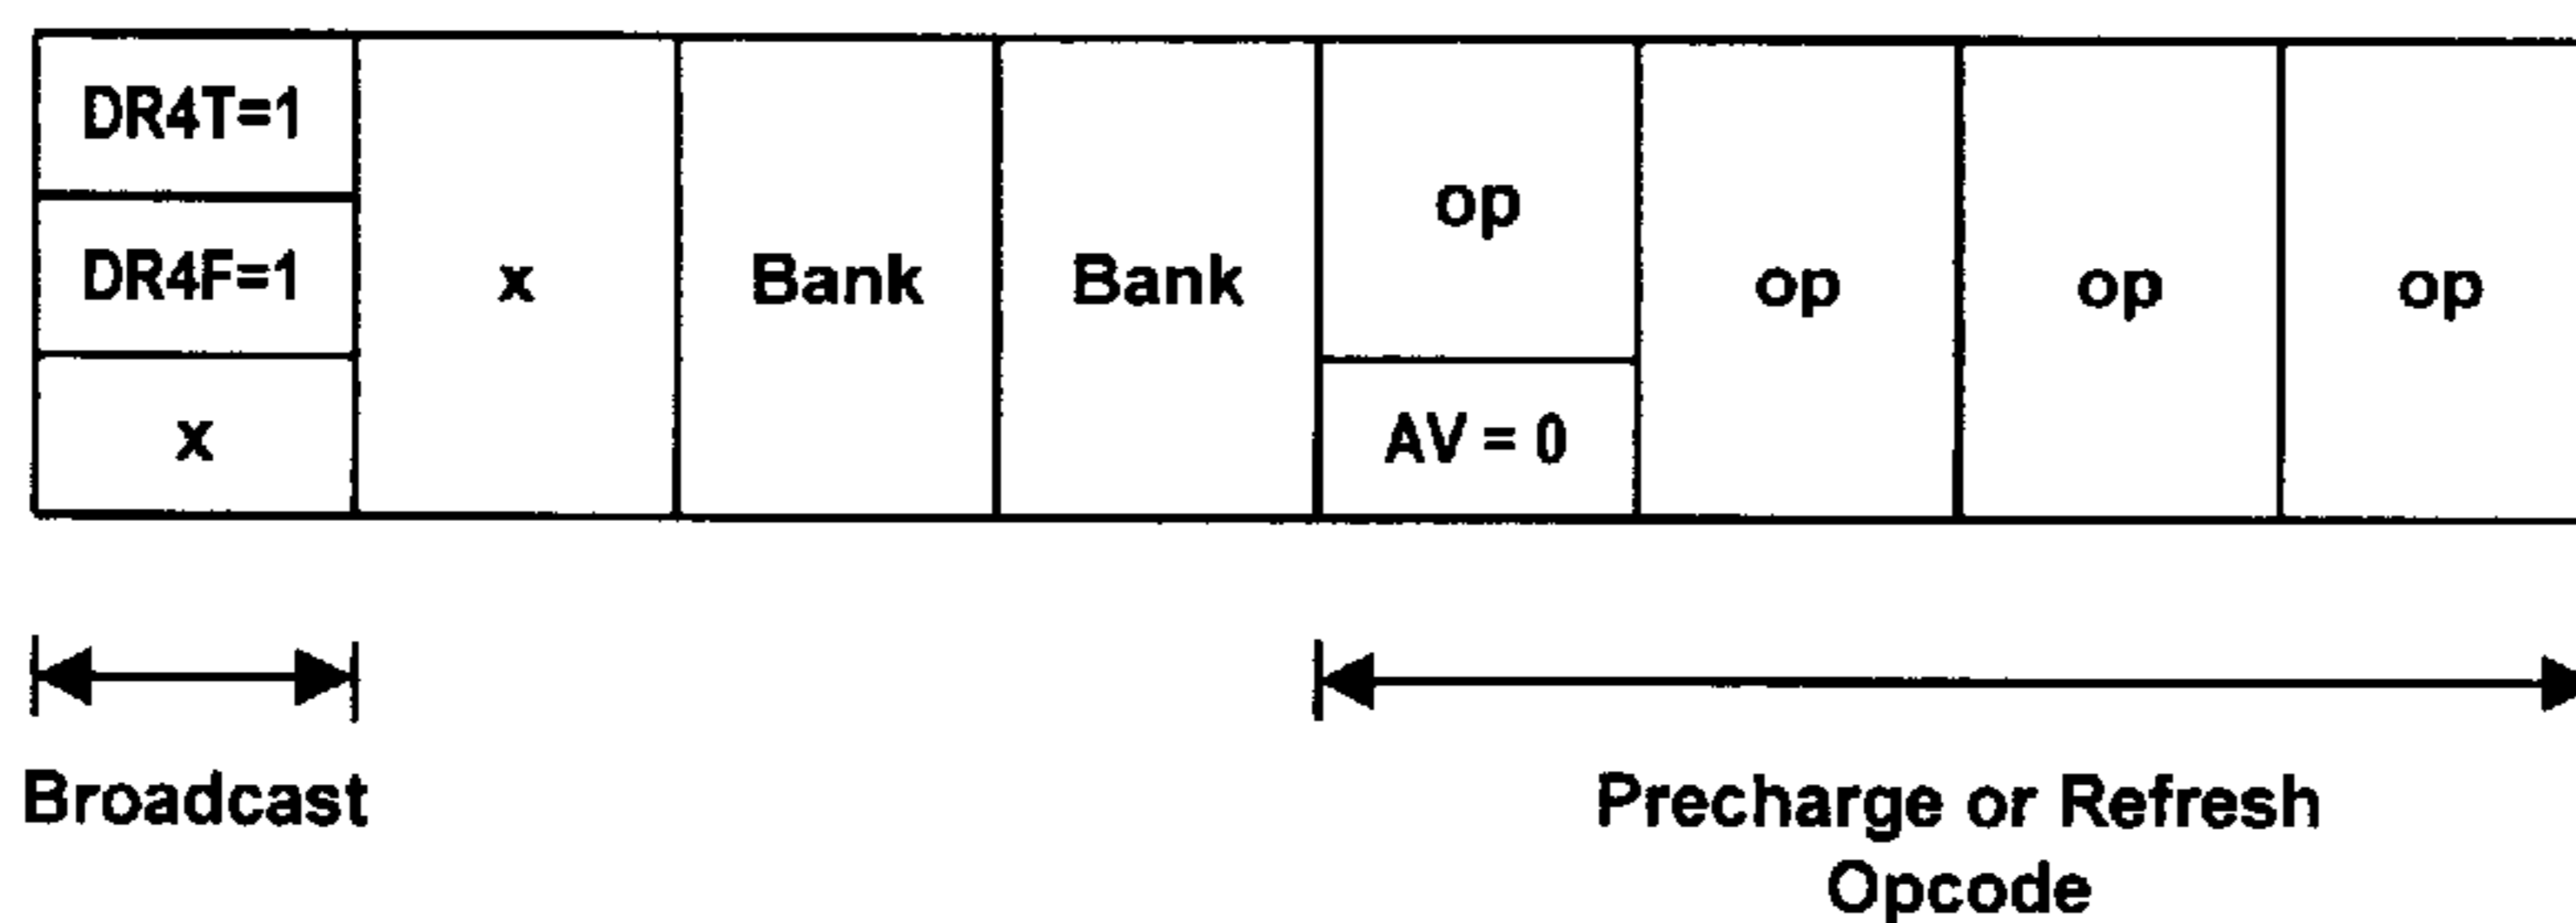 DR4T=1
DR4F=1
x
x
Bank
Bank
op
AV = 0
op
op
op
Broadcast
Precharge or Refresh
Opcode